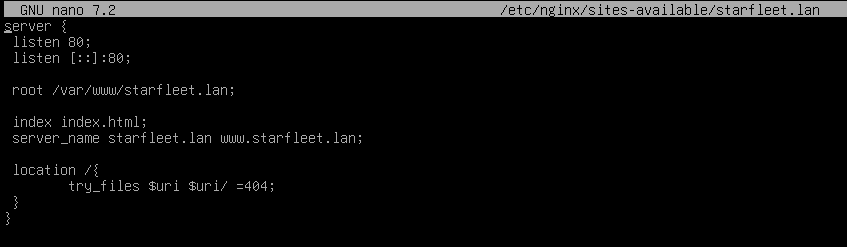 GNU nano 7.2 /etc/nginx/sites-available/starfleet.lan
server {
listen 80;
listen [::]:80;
root /var/www/starfleet.lan;
index index.html;
server_name starfleet.lan www.starfleet.lan;
location /{
try_files $uri $uri/ =404;
}
}